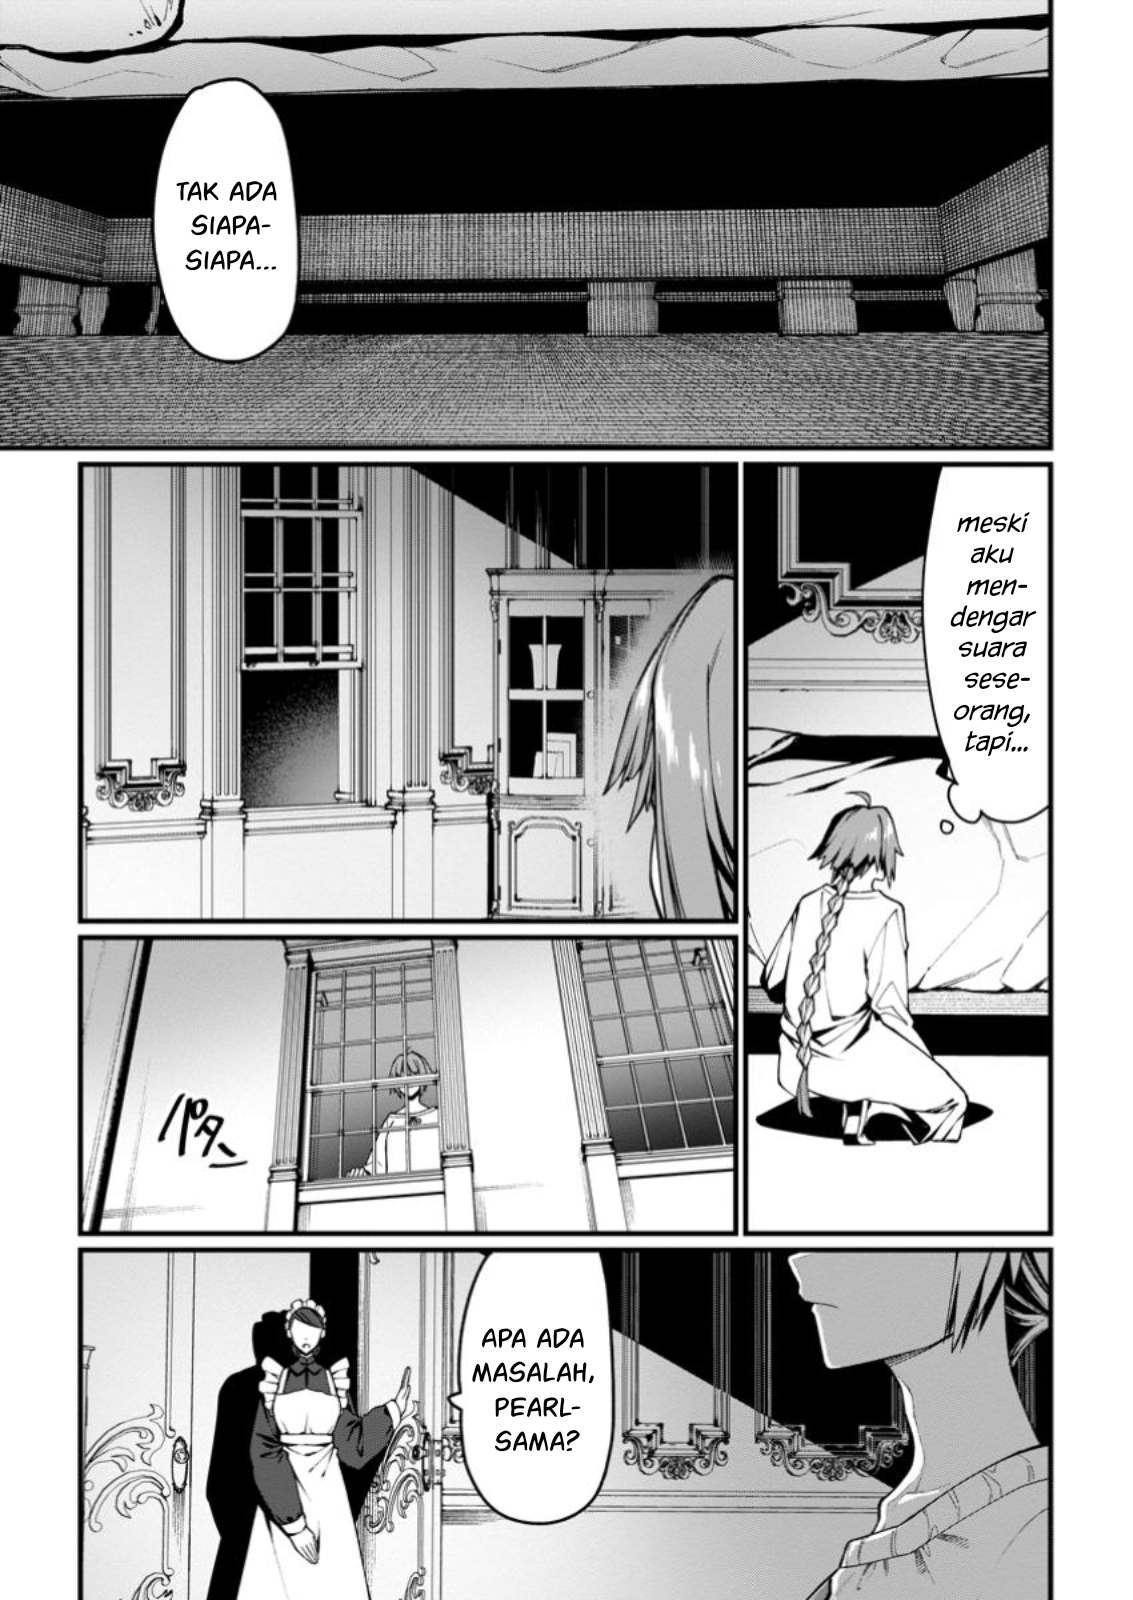 TAK ADA
SIAPA-
SIAPA...
meski
aku
men-
dengar
suara
sese-
orang,
tapi...
パタン
APA ADA
MASALAH,
PEARL-
SAMA?